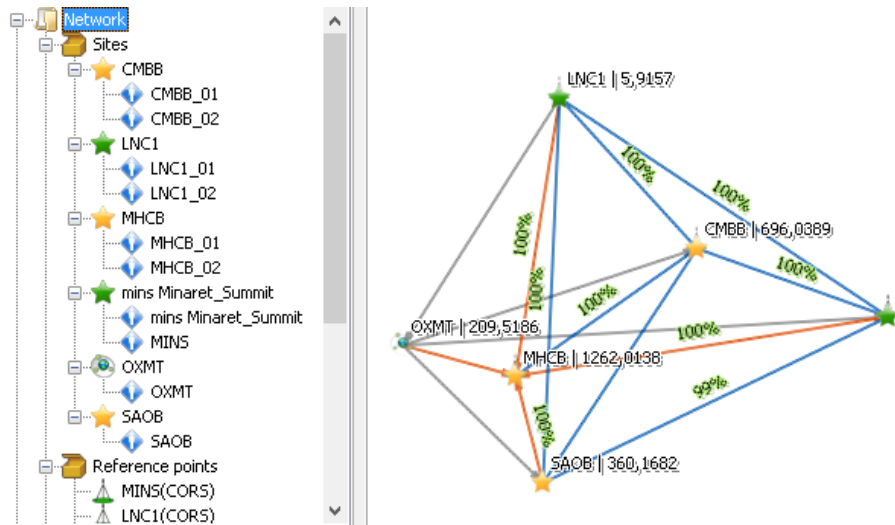 Network
Sites
CMBB
CMBB_01
CMBB_02
LNC1
LNC1_01
LNC1_02
MHCB
MHCB_01
MHCB_02
mins Minaret_Summit
mins Minaret_Summit
MINS
OXMT
OXMT
SAOB
SAOB
Reference points
MINS(CORS)
LNC1(CORS)
LNC1 | 5,9157
100%
100%
100%
CMBB | 696,0389
100%
100%
100%
OXMT | 209,5186
100%
MHCB | 1262,0138
99%
100%
SAOB | 360,1682